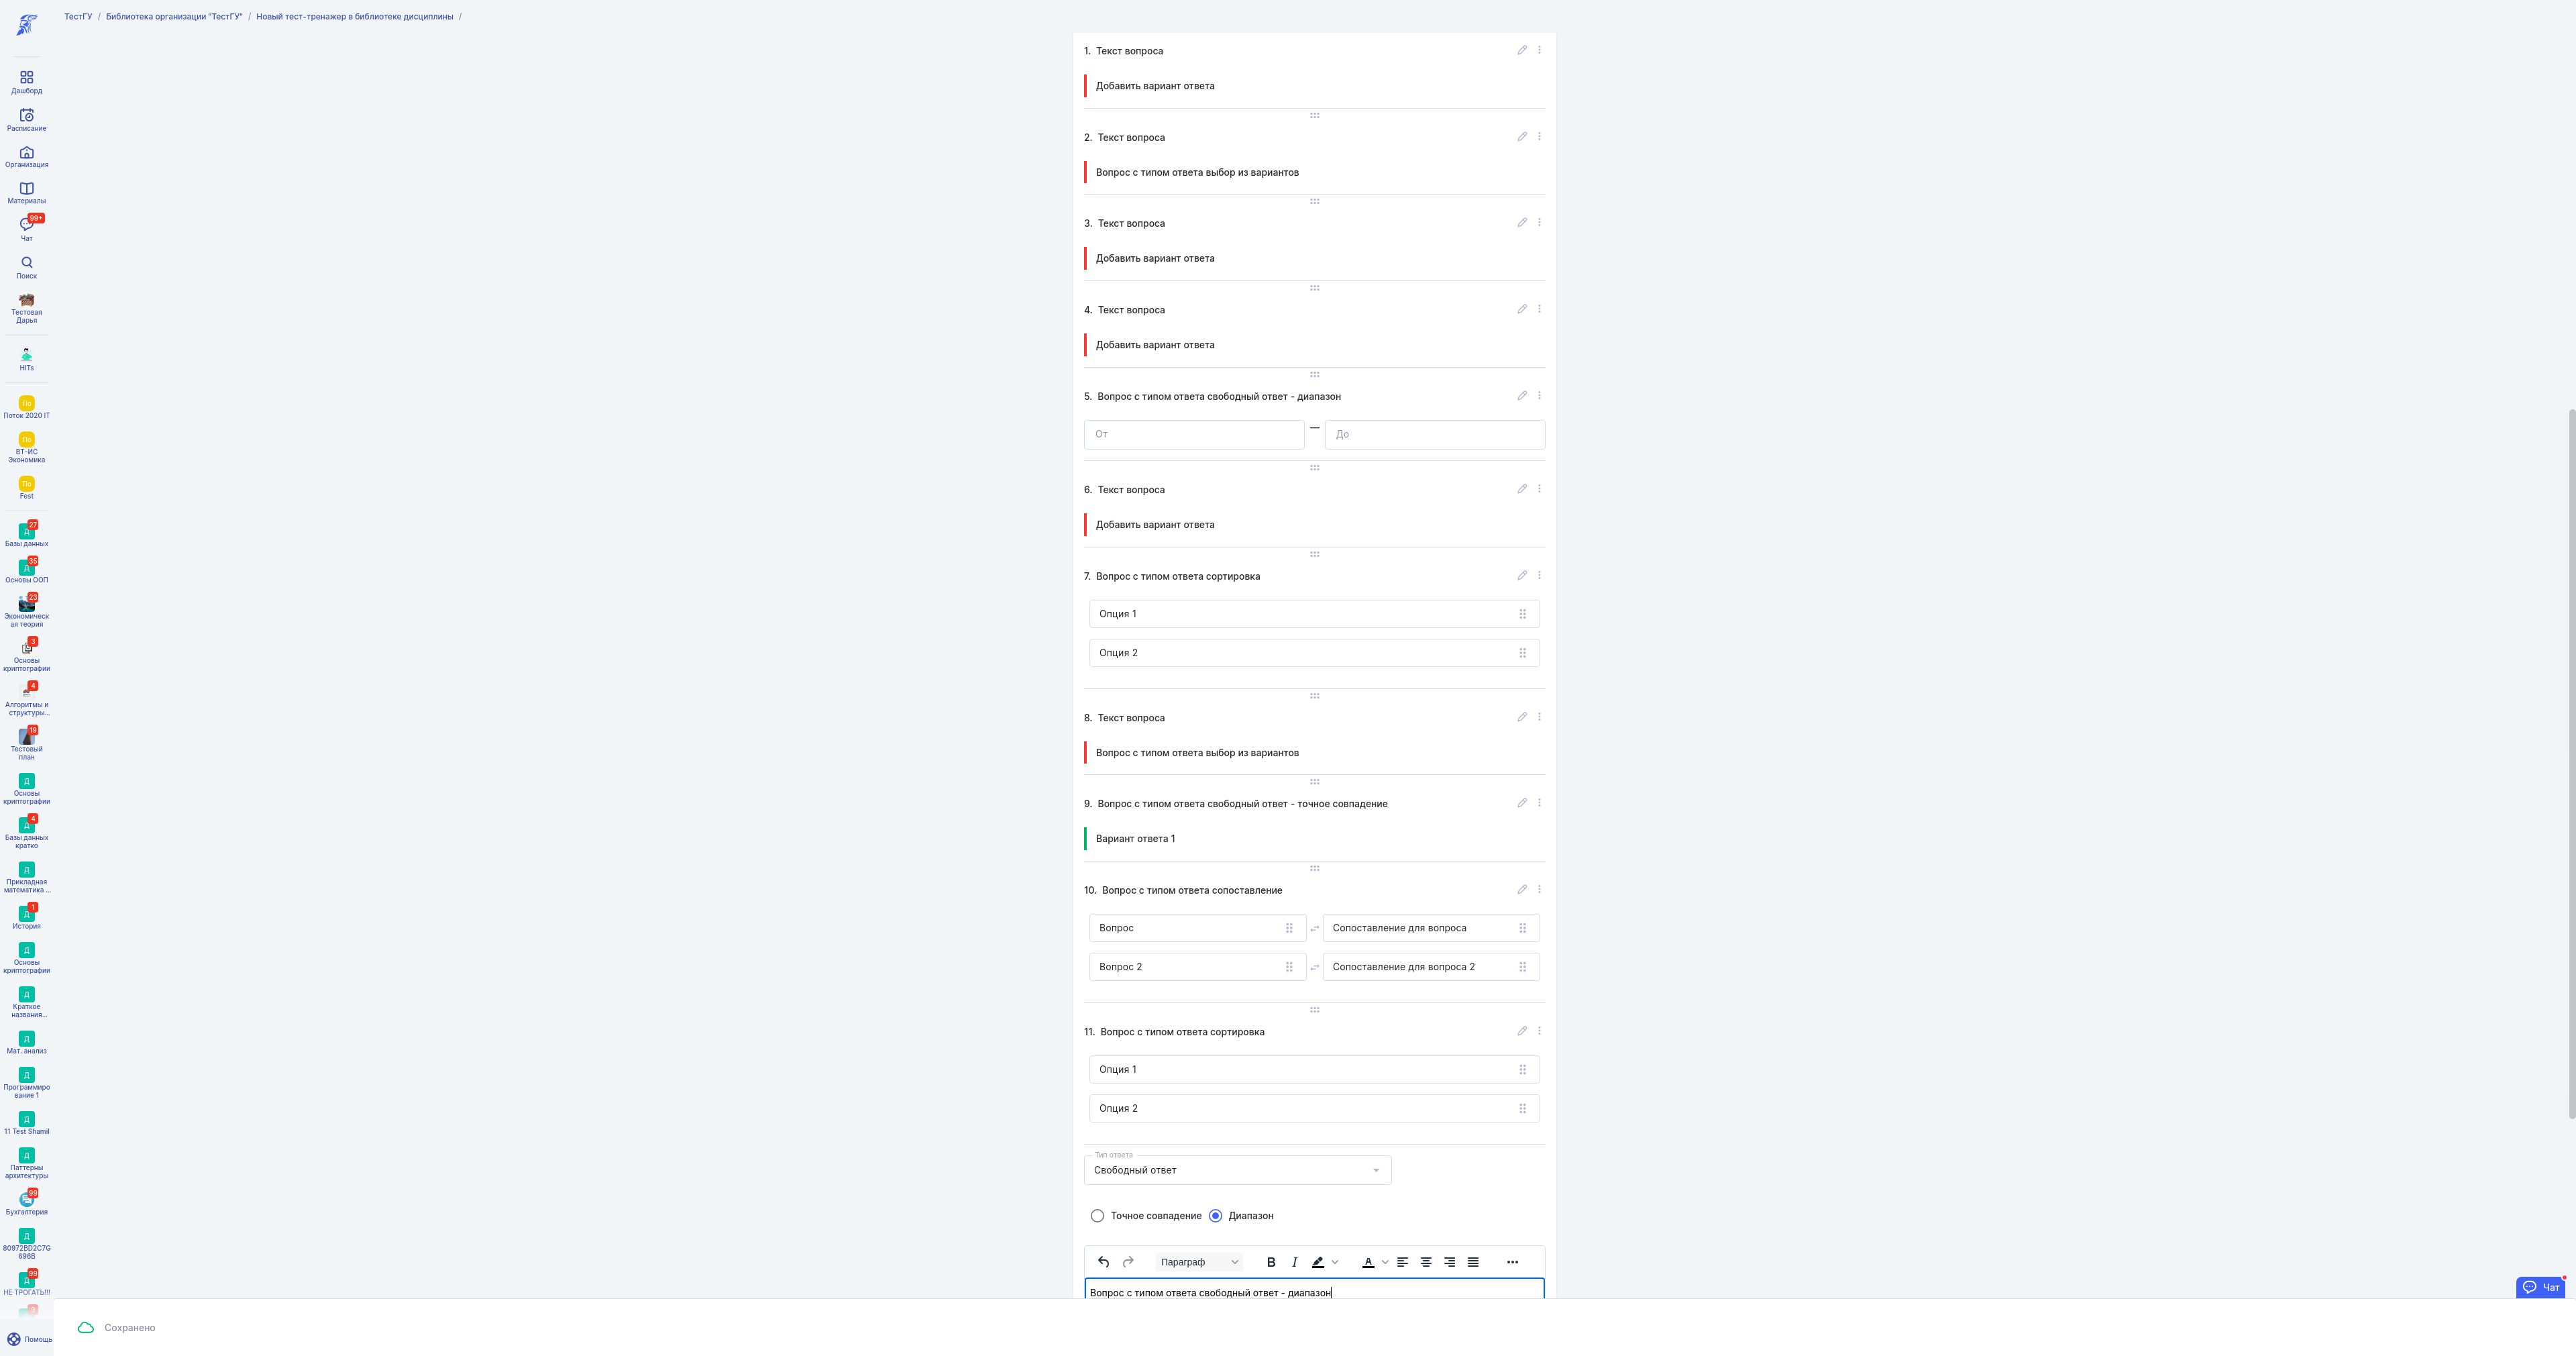 ТестГУ / Библиотека организации "ТестГУ" / Новый тест-тренажер в библиотеке дисциплины /
Дашборд
Расписание
Организация
Материалы
99+
Чат
Поиск
Тестовая
Дарья
HITs
По
Поток 2020 IT
По
ВТ-ИС
Экономика
По
Fest
27
Д
Базы данных
35
Д
Основы ООП
23
Экономическ
ая теория
3
Основы
криптографии
4
Алгоритмы и
структуры...
19
Тестовый
план
Д
Основы
криптографии
4
Д
Базы данных
кратко
Д
Прикладная
математика ...
1
Д
История
Д
Основы
криптографии
Д
Краткое
названия...
Д
Мат. анализ
Д
Программиро
вание 1
Д
11 Test Shamil
Д
Паттерны
архитектуры
99
Бухгалтерия
Д
80972BD2C7G
696B
99
Д
НЕ ТРОГАТЬ!!!
Помощь
1. Текст вопроса
Добавить вариант ответа
2. Текст вопроса
Вопрос с типом ответа выбор из вариантов
3. Текст вопроса
Добавить вариант ответа
4. Текст вопроса
Добавить вариант ответа
5. Вопрос с типом ответа свободный ответ - диапазон
От — До
6. Текст вопроса
Добавить вариант ответа
7. Вопрос с типом ответа сортировка
Опция 1
Опция 2
8. Текст вопроса
Вопрос с типом ответа выбор из вариантов
9. Вопрос с типом ответа свободный ответ - точное совпадение
Вариант ответа 1
10. Вопрос с типом ответа сопоставление
Вопрос Сопоставление для вопроса
Вопрос 2 Сопоставление для вопроса 2
11. Вопрос с типом ответа сортировка
Опция 1
Опция 2
Тип ответа
Свободный ответ
Точное совпадение Диапазон
Параграф B I A
Вопрос с типом ответа свободный ответ - диапазон
Чат
Сохранено